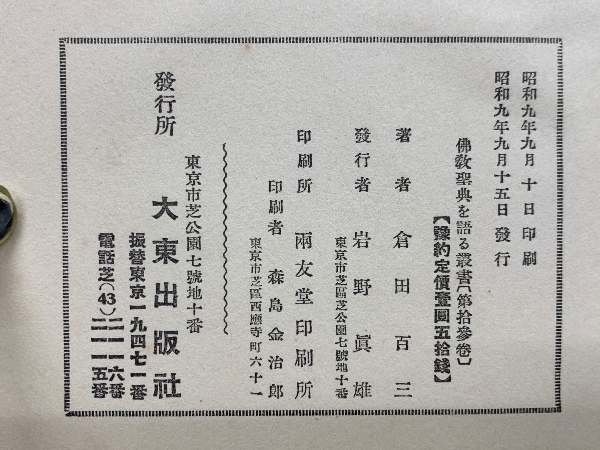 昭和九年九月十日印刷
昭和九年九月十五日發行
佛敎聖典を語る叢書〔第拾參卷〕
【豫約定價壹圓五拾錢】
著者 倉田百三
發行者 岩野眞雄
東京市芝區芝公園七號地十番
印刷所 兩友堂印刷所
印刷者 森島金治郎
東京市芝區西應寺町六十一
東京市芝公園七號地十番
發行所 大東出版社
振替東京一九四七一番
電話芝(43)二一一六番
二一一五番